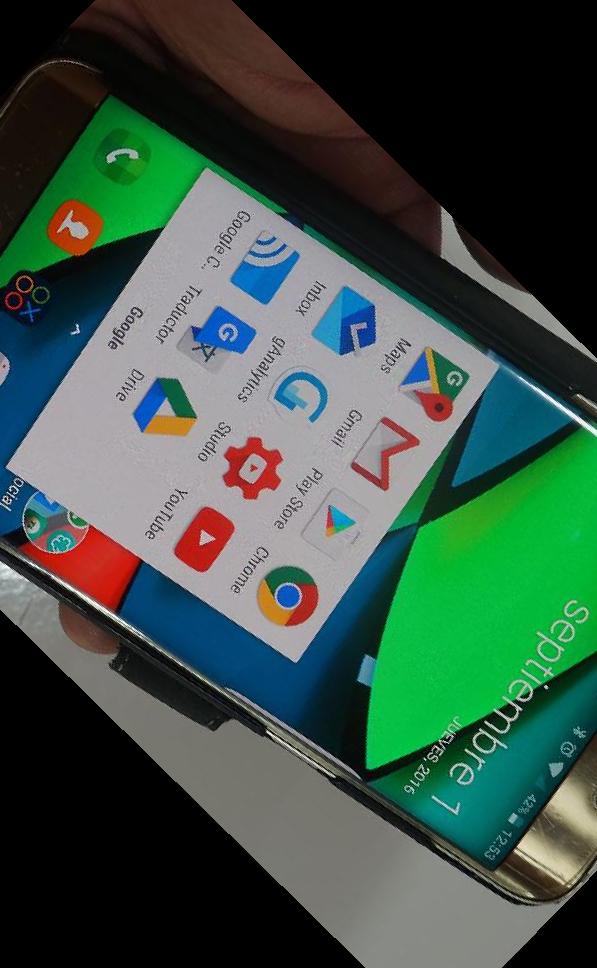 42% 12:53
septiembre 1
JUEVES, 2016
Maps Gmail Play Store Chrome
Inbox gAnalytics Studio YouTube
Google C... Traductor Drive
Google
ocial